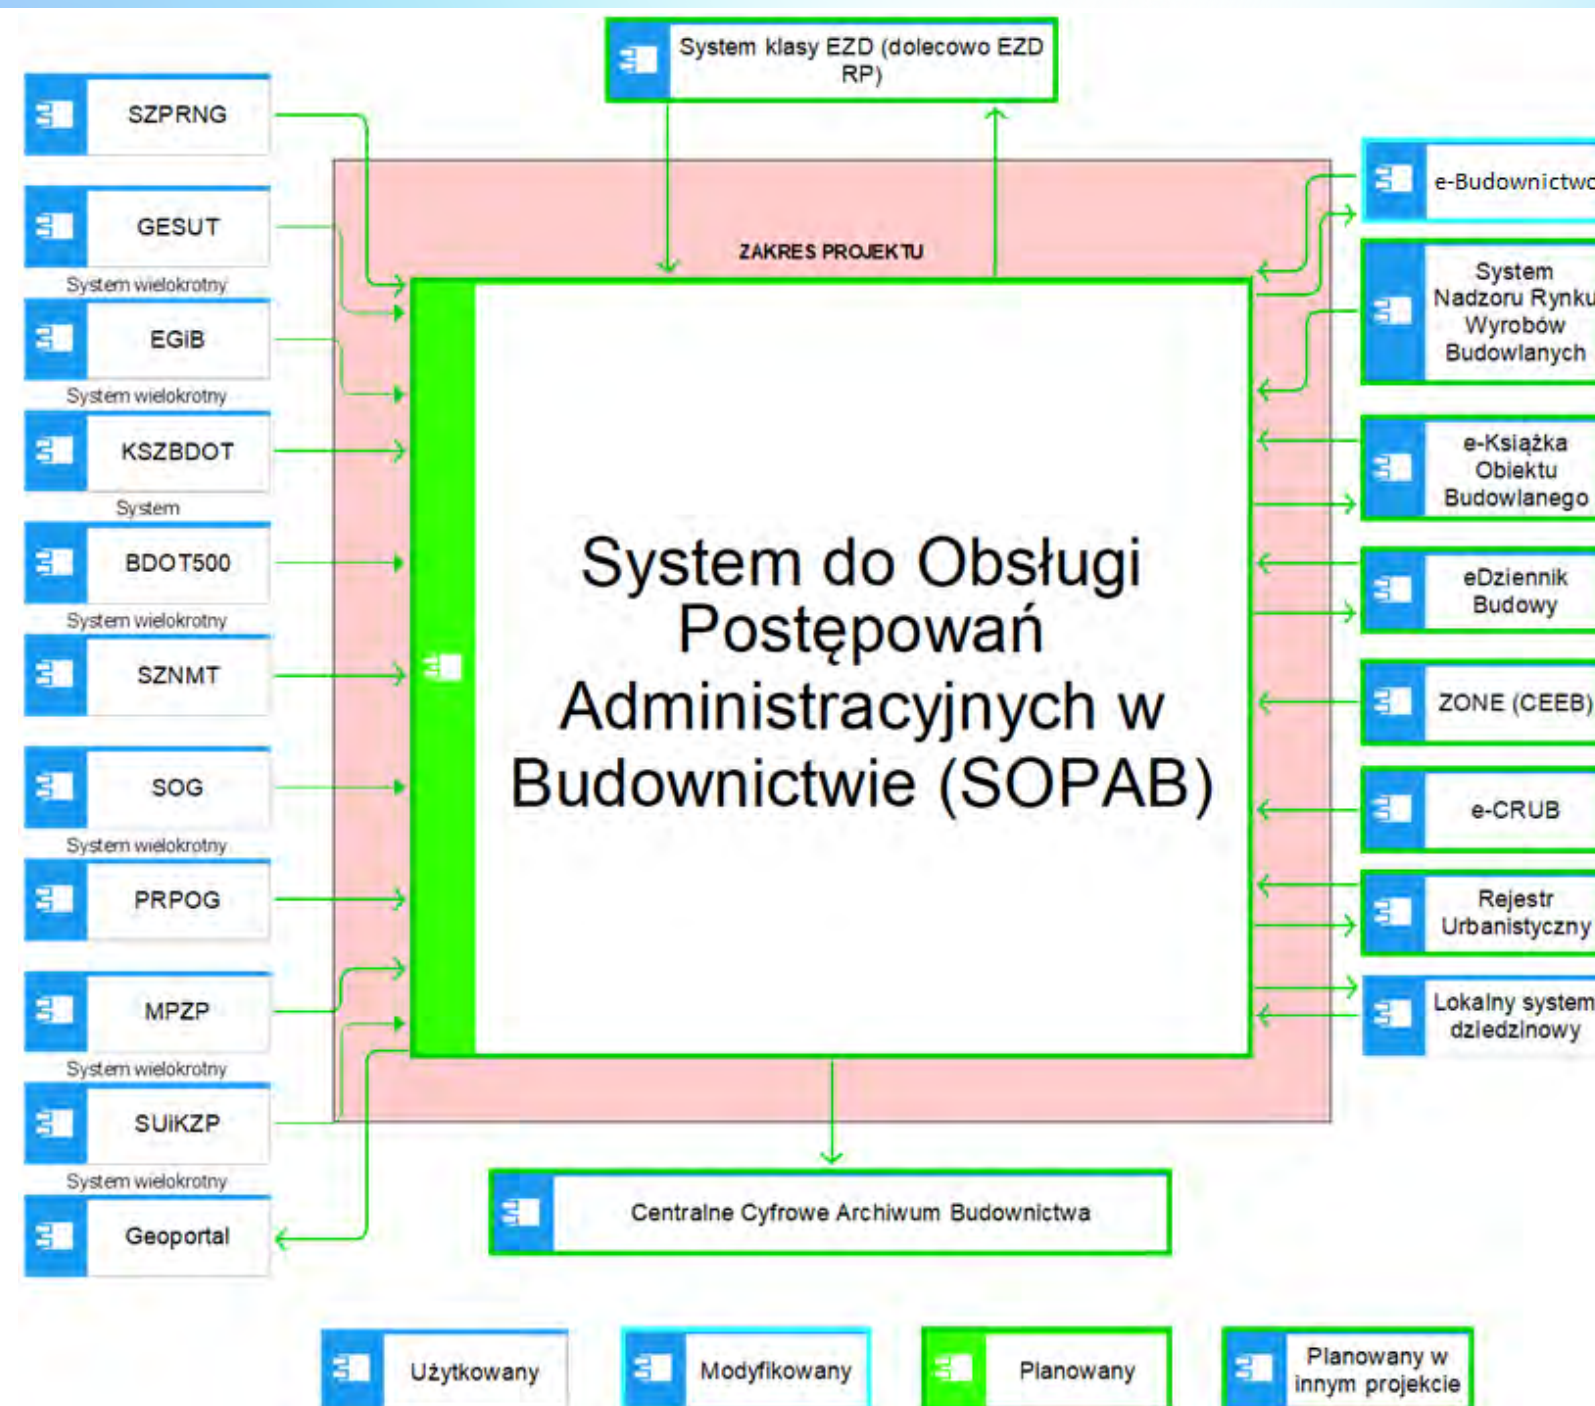 System klasy EZD (dolecowo EZD
RP)
SZPRNG
GESUT
System wielokrotny
EGiB
System wielokrotny
KSZBDOT
System
BDOT500
System wielokrotny
SZNMT
SOG
System wielokrotny
PRPOG
MPZP
System wielokrotny
SUiKZP
System wielokrotny
Geoportal
ZAKRES PROJEKTU
System do Obsługi
Postępowań
Administracyjnych w
Budownictwie (SOPAB)
e-Budownictwo
System
Nadzoru Rynku
Wyrobów
Budowlanych
e-Książka
Obiektu
Budowlanego
eDziennik
Budowy
ZONE (CEEB)
e-CRUB
Rejestr
Urbanistyczny
Lokalny system
dziedzinowy
Centralne Cyfrowe Archiwum Budownictwa
Użytkowany
Modyfikowany
Planowany
Planowany w
innym projekcie